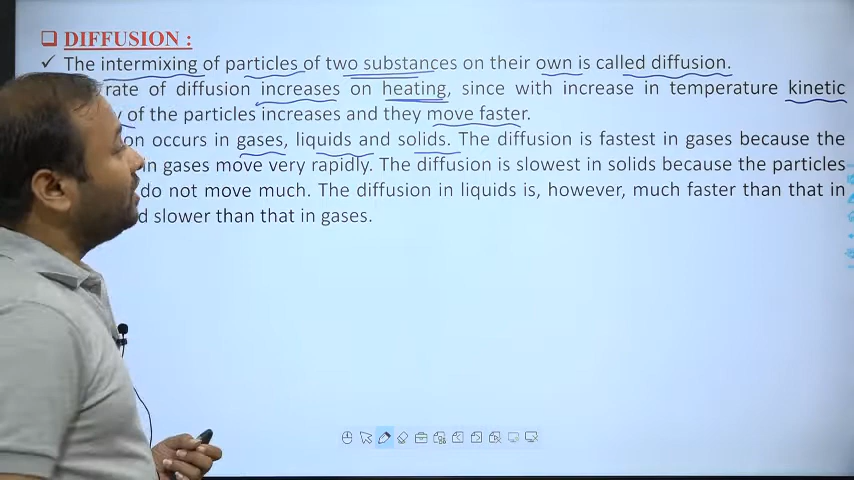 DIFFUSION :
The intermixing of particles of two substances on their own is called diffusion.
rate of diffusion increases on heating, since with increase in temperature kinetic
of the particles increases and they move faster.
occurs in gases, liquids and solids. The diffusion is fastest in gases because the
in gases move very rapidly. The diffusion is slowest in solids because the particles
do not move much. The diffusion in liquids is, however, much faster than that in
slower than that in gases.